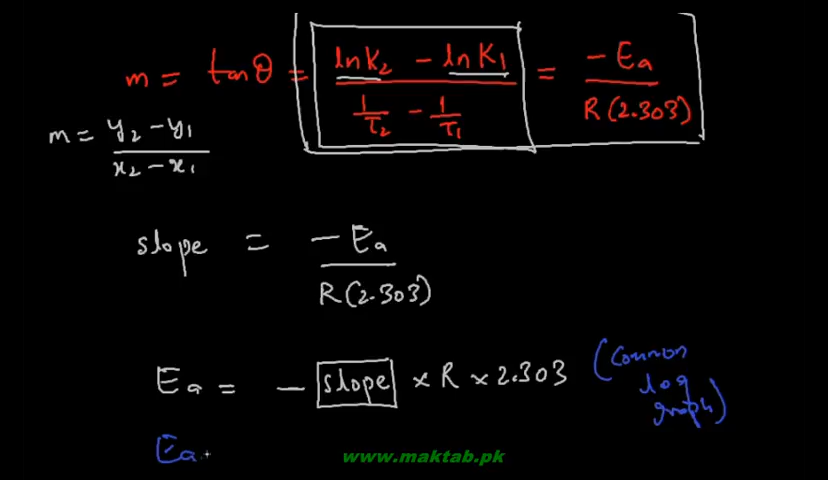 m = tanθ = lnK₂ - lnK₁ / 1/T₂ - 1/T₁ = -Ea / R(2.303)
m = y₂-y₁ / x₂-x₁
slope = -Ea / R(2.303)
Ea = - slope × R × 2.303 (common log graph)
Ea
www.maktab.pk